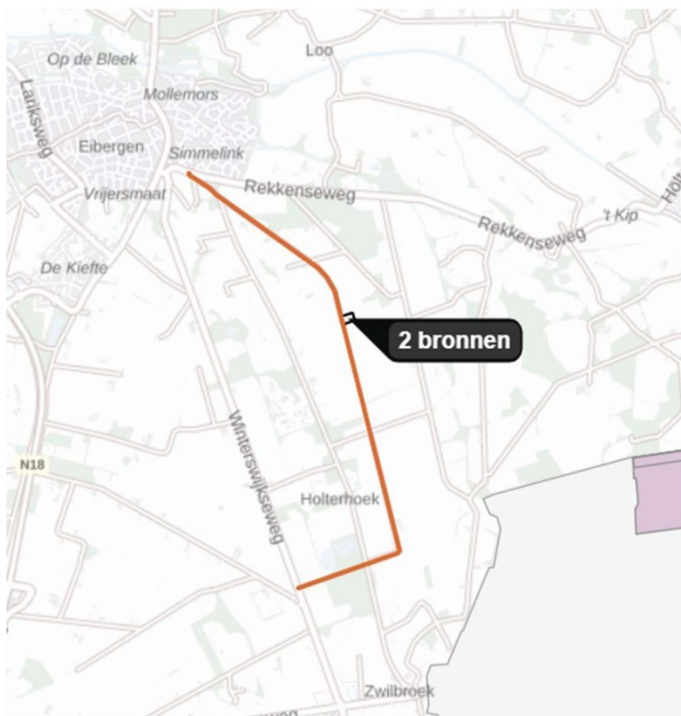 Loo
Op de Bleek
Lariksweg
Mollemors
Eibergen
Simmelink
Vrijersmaat
Rekkenseweg
Rekkenseweg
't Kip
De Kiefte
2 bronnen
Winterswijkseweg
N18
Holterhoek
Zwilbroek